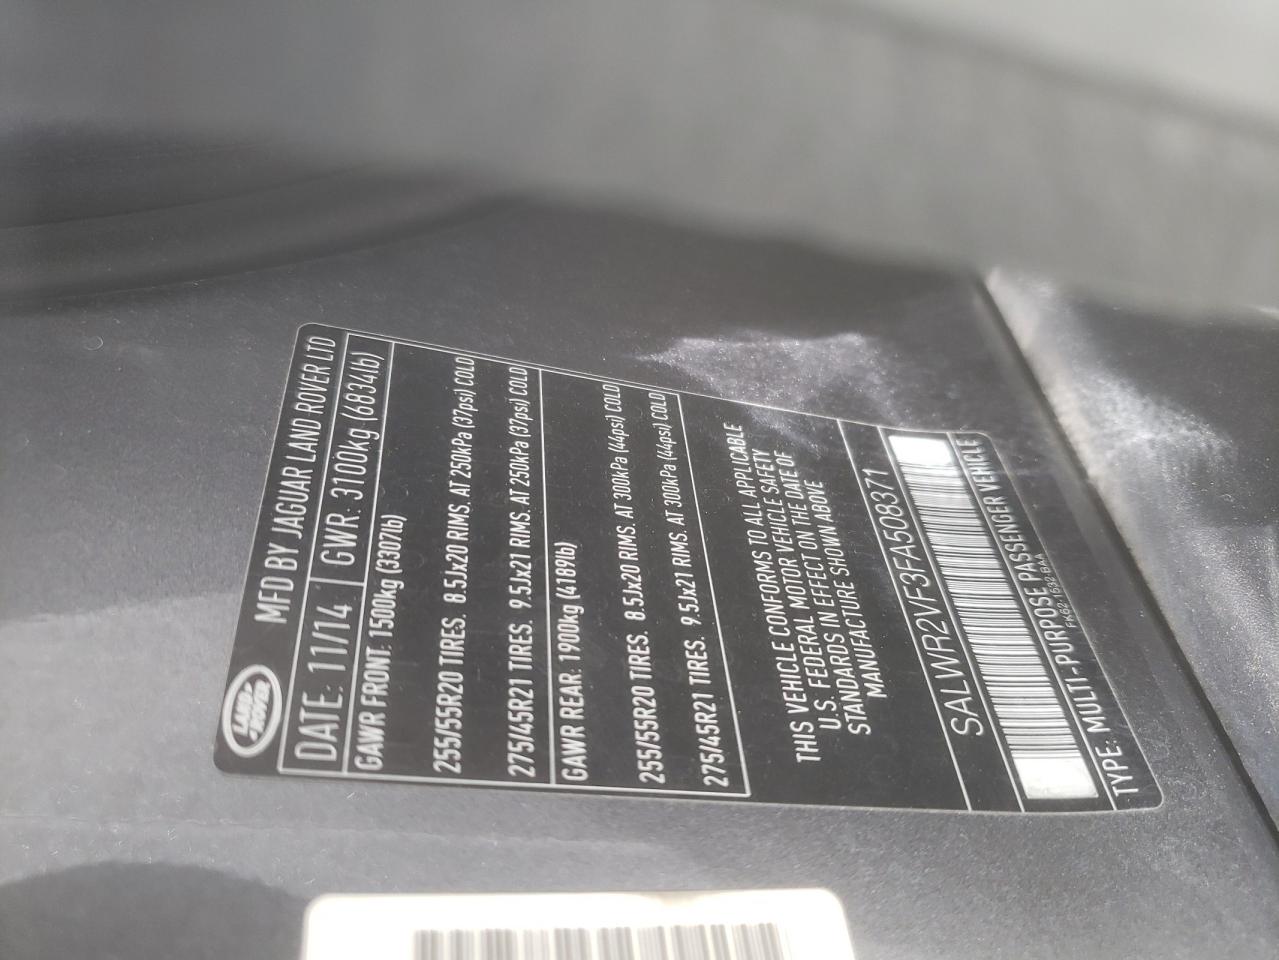 LAND-
-ROVER
MFD BY JAGUAR LAND ROVER LTD
DATE: 11/14 GWR: 3100kg (6834lb)
GAWR FRONT: 1500kg (3307lb)
255/55R20 TIRES. 8.5Jx20 RIMS. AT 250kPa (37psi) COLD
275/45R21 TIRES. 9.5Jx21 RIMS. AT 250kPa (37psi) COLD
GAWR REAR: 1900kg (4189lb)
255/55R20 TIRES. 8.5Jx20 RIMS. AT 300kPa (44psi) COLD
275/45R21 TIRES. 9.5Jx21 RIMS. AT 300kPa (44psi) COLD
THIS VEHICLE CONFORMS TO ALL APPLICABLE
U.S. FEDERAL MOTOR VEHICLE SAFETY
STANDARDS IN EFFECT ON THE DATE OF
MANUFACTURE SHOWN ABOVE
SALWR2VF3FA508371
TYPE: MULTI-PURPOSE PASSENGER VEHICLE
FK62-1532-BAA